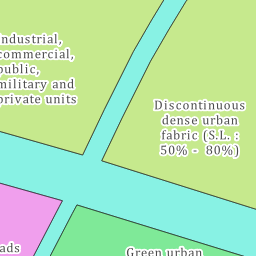 ndustrial,
commercial,
public,
military and
private units
Discontinuous
dense urban
fabric (S.L. :
50% - 80%)
Green urban
ads